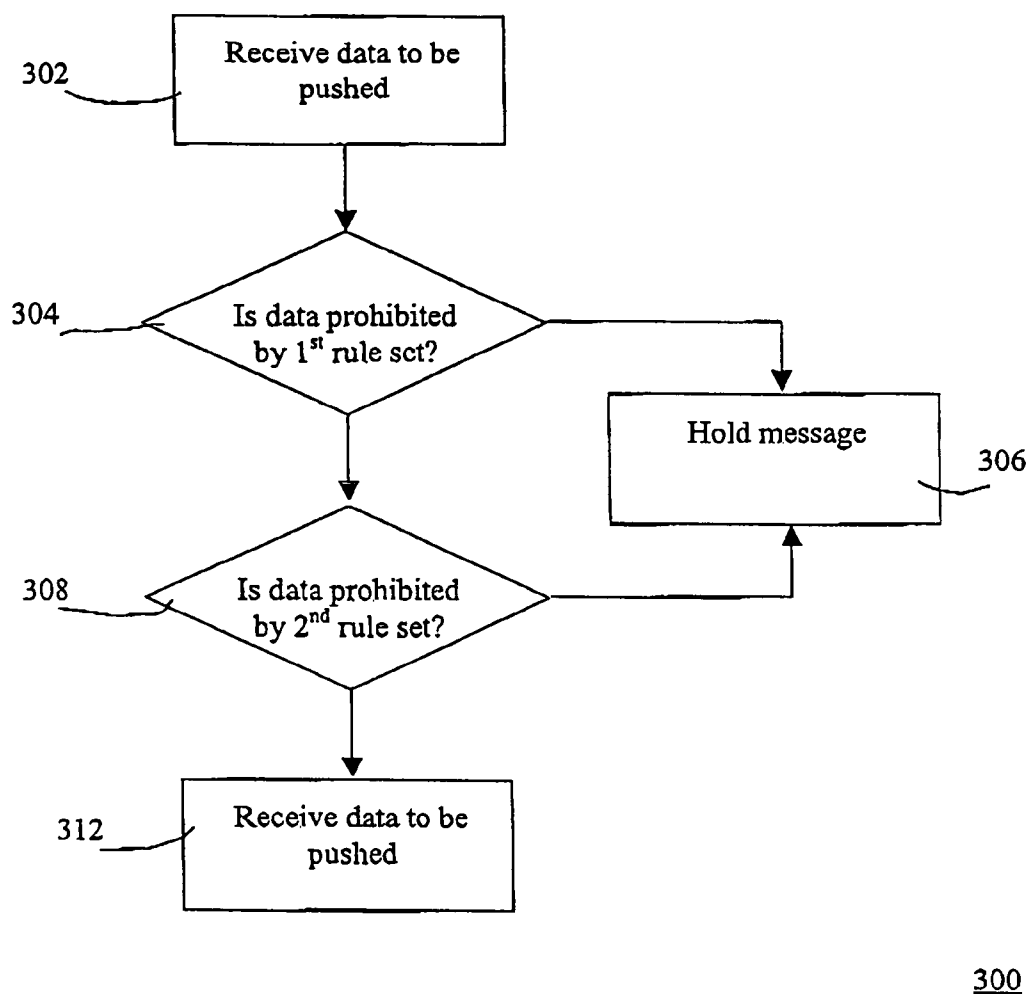 Receive data to be
pushed
302
304
Is data prohibited
by 1st rule set?
Hold message
306
308
Is data prohibited
by 2nd rule set?
312
Receive data to be
pushed
300